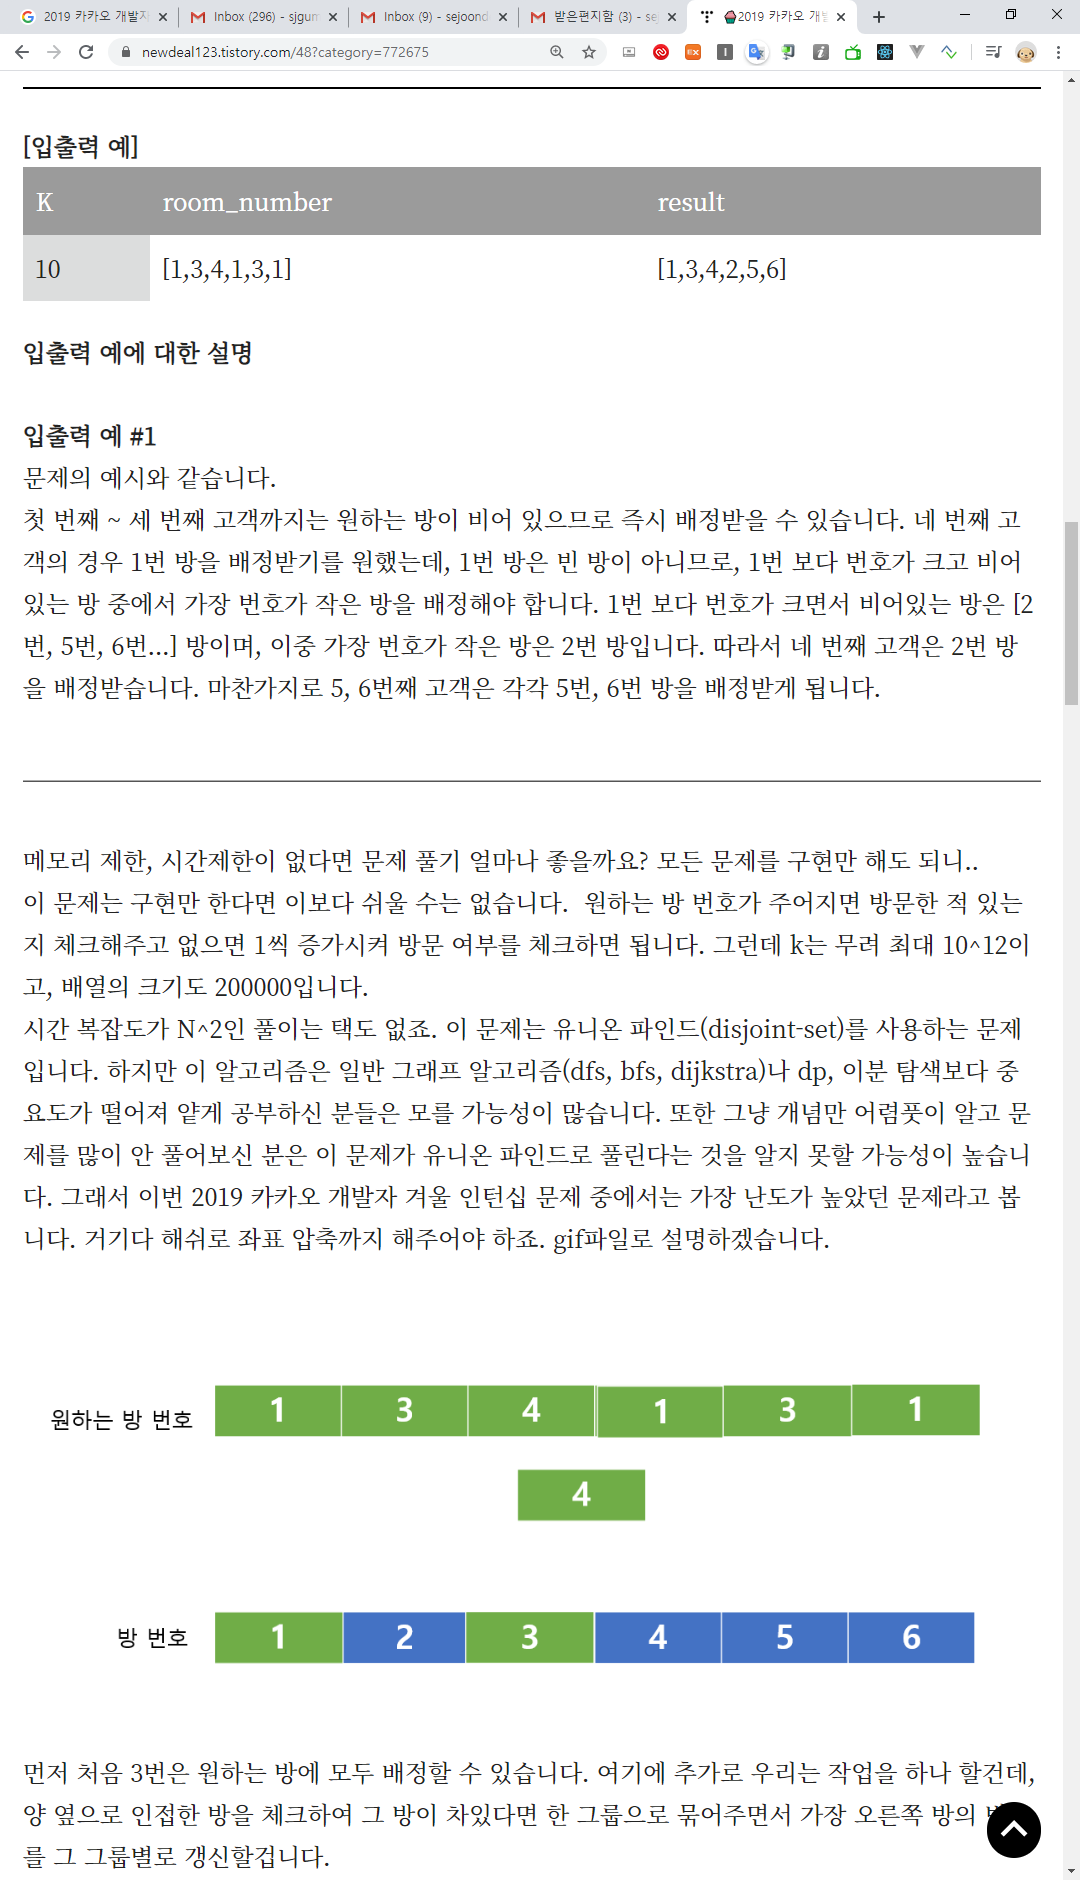 2019 카카오 개발자
Inbox (296) - sjgum
Inbox (9) - sejoond
받은편지함 (3) - se
2019 카카오 개발
newdeal123.tistory.com/48?category=772675
[입출력 예]
K room_number result
10 [1,3,4,1,3,1] [1,3,4,2,5,6]
입출력 예에 대한 설명
입출력 예 #1
문제의 예시와 같습니다.
첫 번째 ~ 세 번째 고객까지는 원하는 방이 비어 있으므로 즉시 배정받을 수 있습니다. 네 번째 고
객의 경우 1번 방을 배정받기를 원했는데, 1번 방은 빈 방이 아니므로, 1번 보다 번호가 크고 비어
있는 방 중에서 가장 번호가 작은 방을 배정해야 합니다. 1번 보다 번호가 크면서 비어있는 방은 [2
번, 5번, 6번...] 방이며, 이중 가장 번호가 작은 방은 2번 방입니다. 따라서 네 번째 고객은 2번 방
을 배정받습니다. 마찬가지로 5, 6번째 고객은 각각 5번, 6번 방을 배정받게 됩니다.
메모리 제한, 시간제한이 없다면 문제 풀기 얼마나 좋을까요? 모든 문제를 구현만 해도 되니..
이 문제는 구현만 한다면 이보다 쉬울 수는 없습니다.  원하는 방 번호가 주어지면 방문한 적 있는
지 체크해주고 없으면 1씩 증가시켜 방문 여부를 체크하면 됩니다. 그런데 k는 무려 최대 10^12이
고, 배열의 크기도 200000입니다.
시간 복잡도가 N^2인 풀이는 택도 없죠. 이 문제는 유니온 파인드(disjoint-set)를 사용하는 문제
입니다. 하지만 이 알고리즘은 일반 그래프 알고리즘(dfs, bfs, dijkstra)나 dp, 이분 탐색보다 중
요도가 떨어져 얕게 공부하신 분들은 모를 가능성이 많습니다. 또한 그냥 개념만 어렴풋이 알고 문
제를 많이 안 풀어보신 분은 이 문제가 유니온 파인드로 풀린다는 것을 알지 못할 가능성이 높습니
다. 그래서 이번 2019 카카오 개발자 겨울 인턴십 문제 중에서는 가장 난도가 높았던 문제라고 봅
니다. 거기다 해쉬로 좌표 압축까지 해주어야 하죠. gif파일로 설명하겠습니다.
원하는 방 번호 1 3 4 1 3 1
4
방 번호 1 2 3 4 5 6
먼저 처음 3번은 원하는 방에 모두 배정할 수 있습니다. 여기에 추가로 우리는 작업을 하나 할건데,
양 옆으로 인접한 방을 체크하여 그 방이 차있다면 한 그룹으로 묶어주면서 가장 오른쪽 방의
를 그 그룹별로 갱신할겁니다.